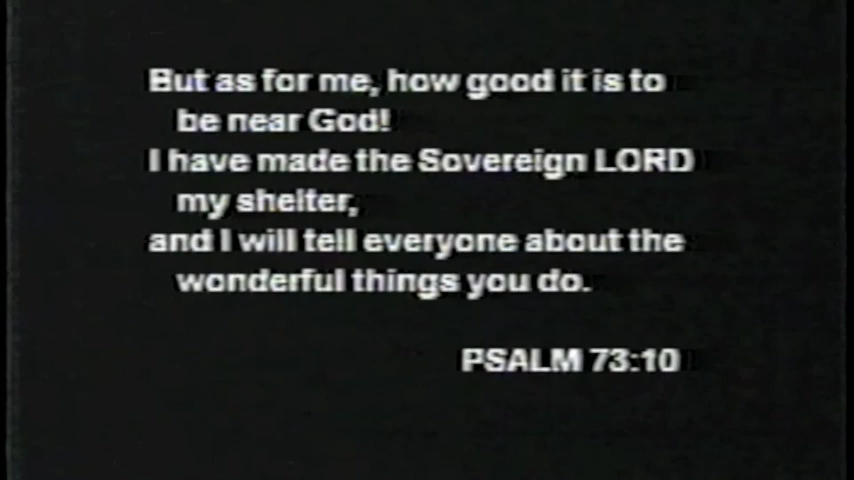 But as for me, how good it is to
be near God!
I have made the Sovereign LORD
my shelter,
and I will tell everyone about the
wonderful things you do.
PSALM 73:10